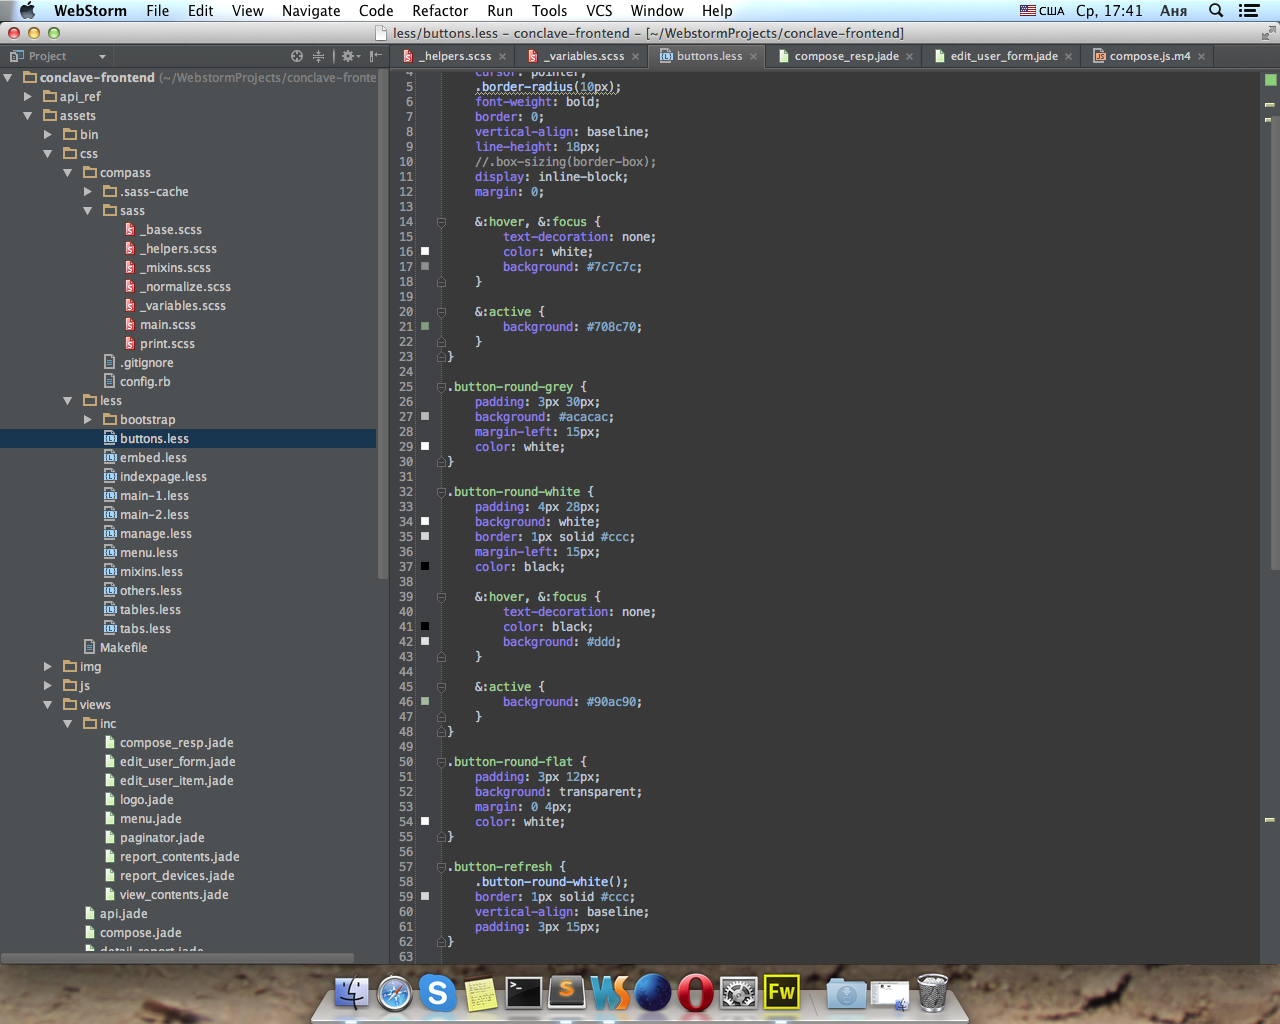 WebStorm File Edit View Navigate Code Refactor Run Tools VCS Window Help США Ср, 17:41 Аня
less/buttons.less – conclave-frontend – [~/WebstormProjects/conclave-frontend]
Project
_helpers.scss _variables.scss buttons.less compose_resp.jade edit_user_form.jade compose.js.m4
conclave-frontend (~/WebstormProjects/conclave-fronte
api_ref
assets
bin
css
compass
.sass-cache
sass
_base.scss
_helpers.scss
_mixins.scss
_normalize.scss
_variables.scss
main.scss
print.scss
.gitignore
config.rb
less
bootstrap
buttons.less
embed.less
indexpage.less
main-1.less
main-2.less
manage.less
menu.less
mixins.less
others.less
tables.less
tabs.less
Makefile
img
js
views
inc
compose_resp.jade
edit_user_form.jade
edit_user_item.jade
logo.jade
menu.jade
paginator.jade
report_contents.jade
report_devices.jade
view_contents.jade
api.jade
compose.jade
detail_report.jade
4 cursor: pointer;
5 .border-radius(10px);
6 font-weight: bold;
7 border: 0;
8 vertical-align: baseline;
9 line-height: 18px;
10 //.box-sizing(border-box);
11 display: inline-block;
12 margin: 0;
13
14 &:hover, &:focus {
15 text-decoration: none;
16 color: white;
17 background: #7c7c7c;
18 }
19
20 &:active {
21 background: #708c70;
22 }
23 }
24
25 .button-round-grey {
26 padding: 3px 30px;
27 background: #acacac;
28 margin-left: 15px;
29 color: white;
30 }
31
32 .button-round-white {
33 padding: 4px 28px;
34 background: white;
35 border: 1px solid #ccc;
36 margin-left: 15px;
37 color: black;
38
39 &:hover, &:focus {
40 text-decoration: none;
41 color: black;
42 background: #ddd;
43 }
44
45 &:active {
46 background: #90ac90;
47 }
48 }
49
50 .button-round-flat {
51 padding: 3px 12px;
52 background: transparent;
53 margin: 0 4px;
54 color: white;
55 }
56
57 .button-refresh {
58 .button-round-white();
59 border: 1px solid #ccc;
60 vertical-align: baseline;
61 padding: 3px 15px;
62 }
63
S >_ S WS Fw